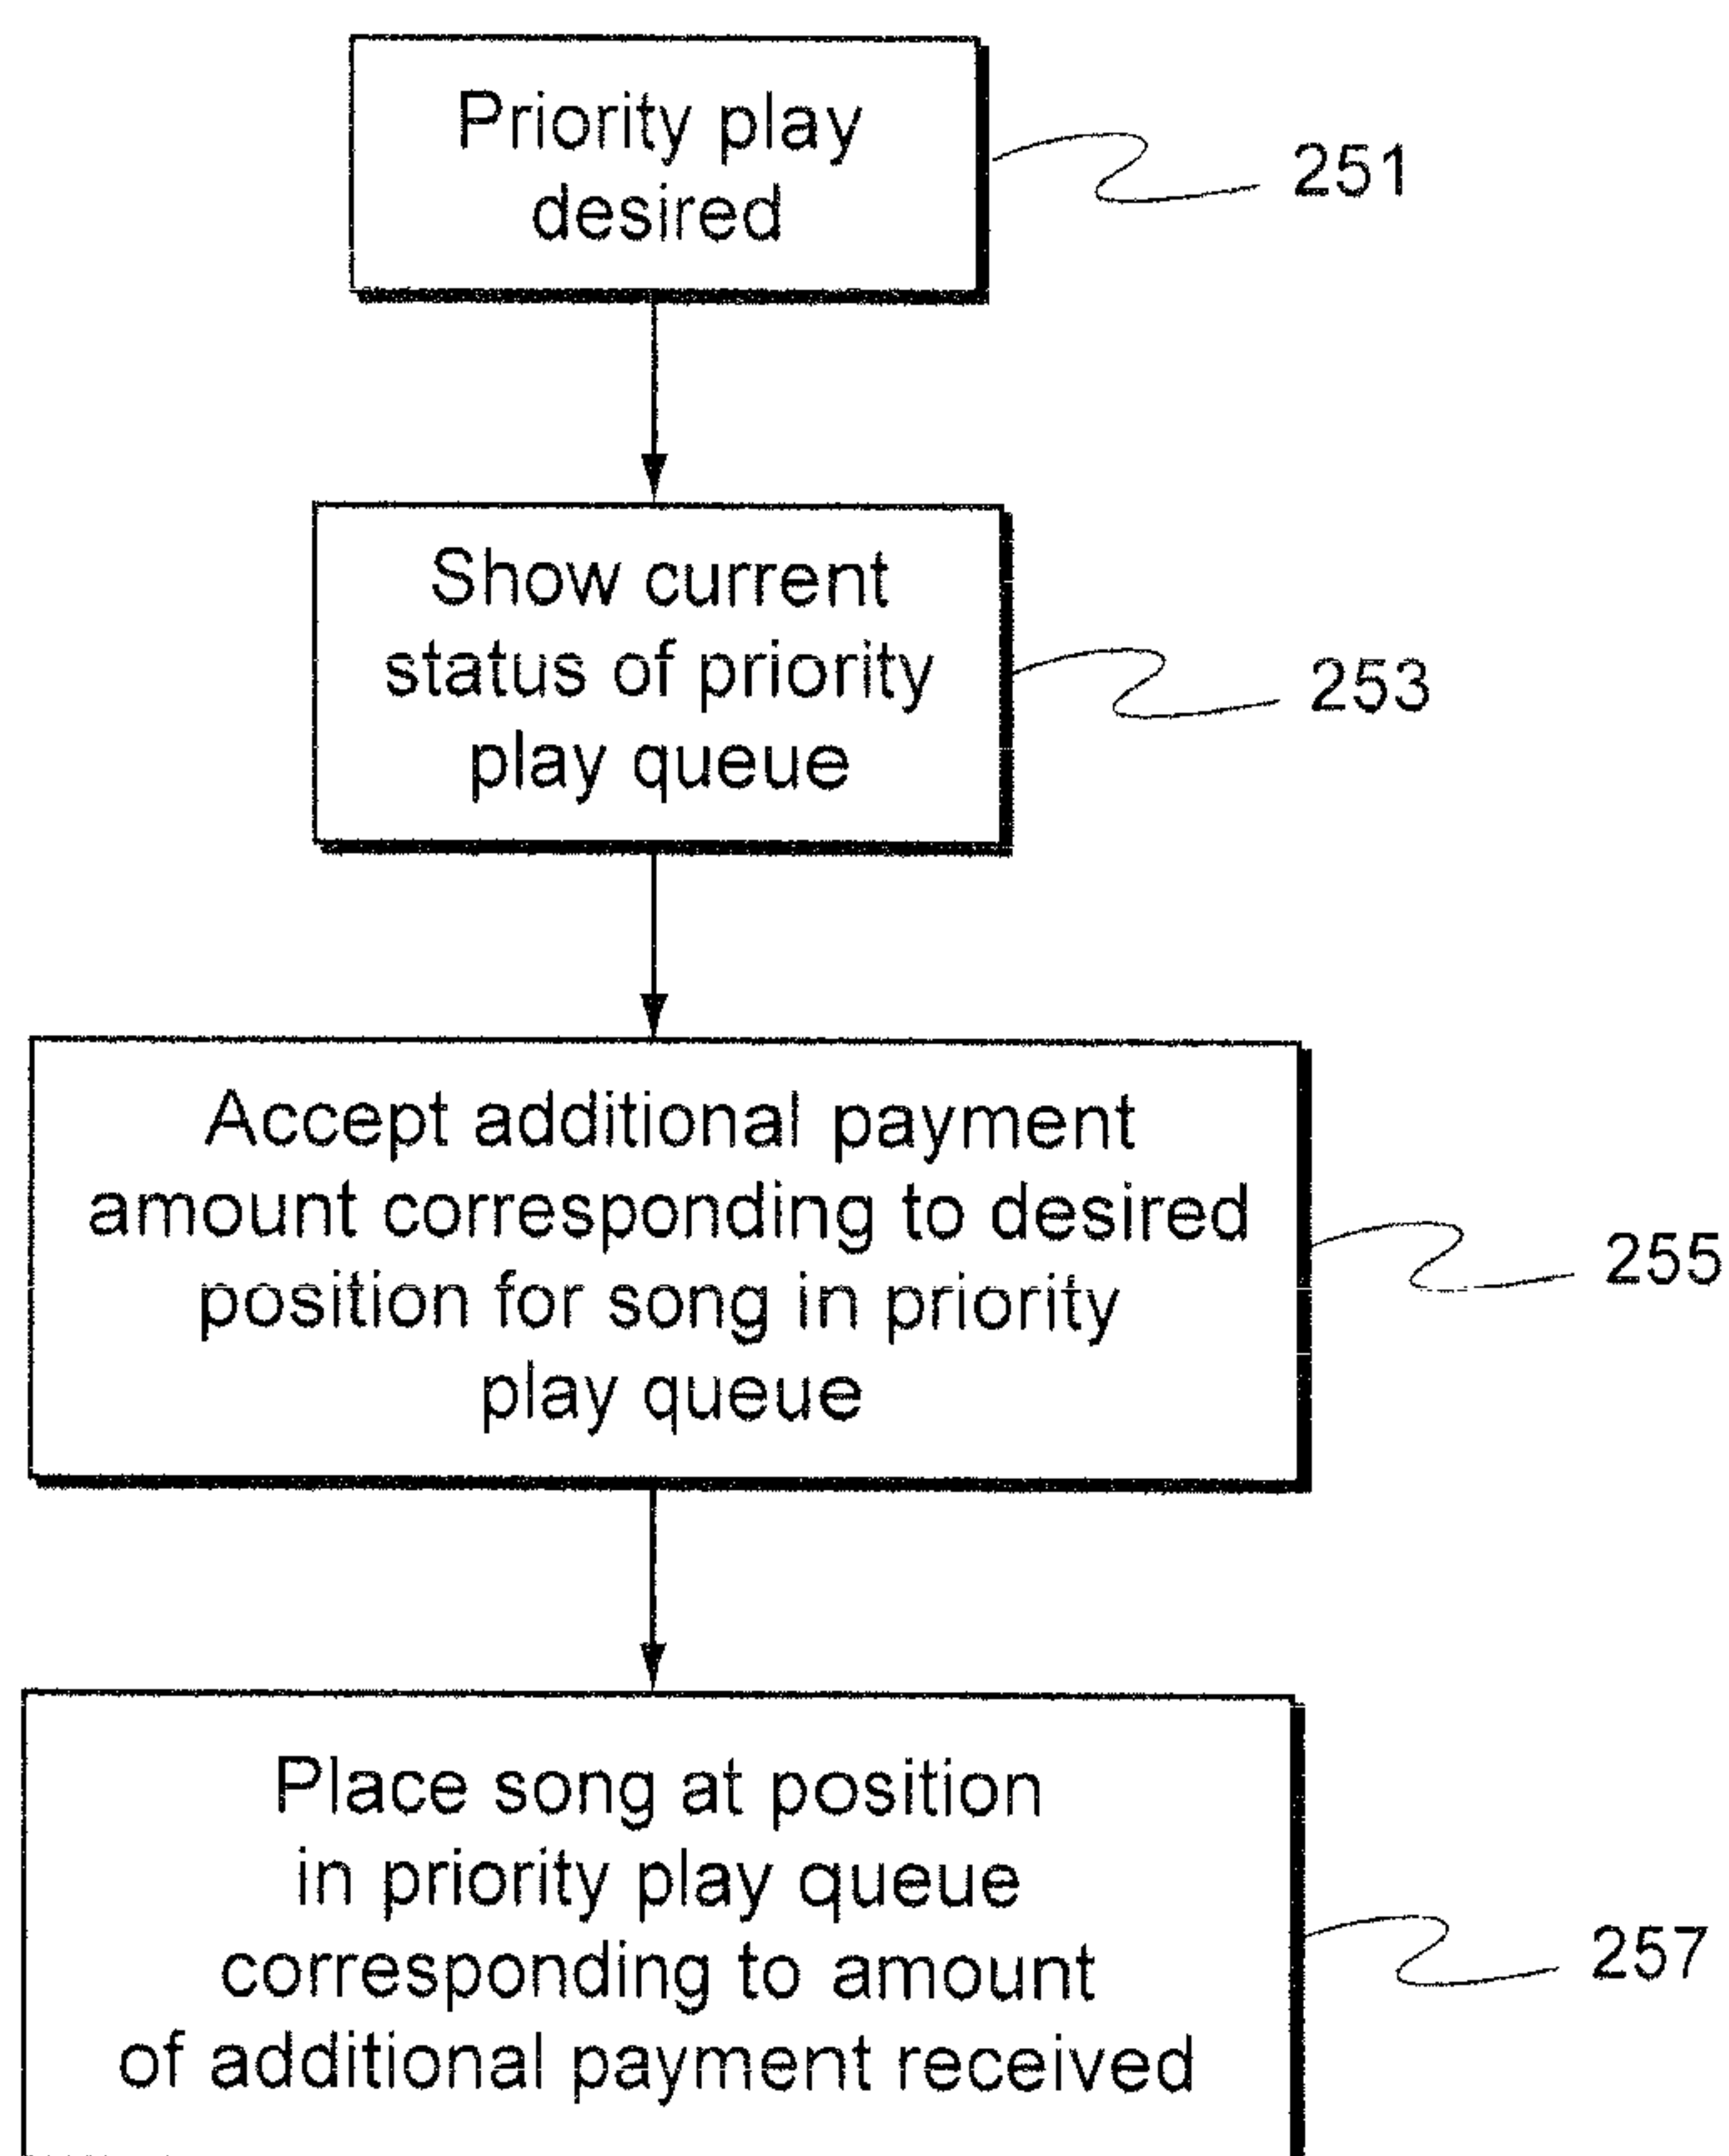 Priority play
desired
251
Show current
status of priority
play queue
253
Accept additional payment
amount corresponding to desired
position for song in priority
play queue
255
Place song at position
in priority play queue
corresponding to amount
of additional payment received
257